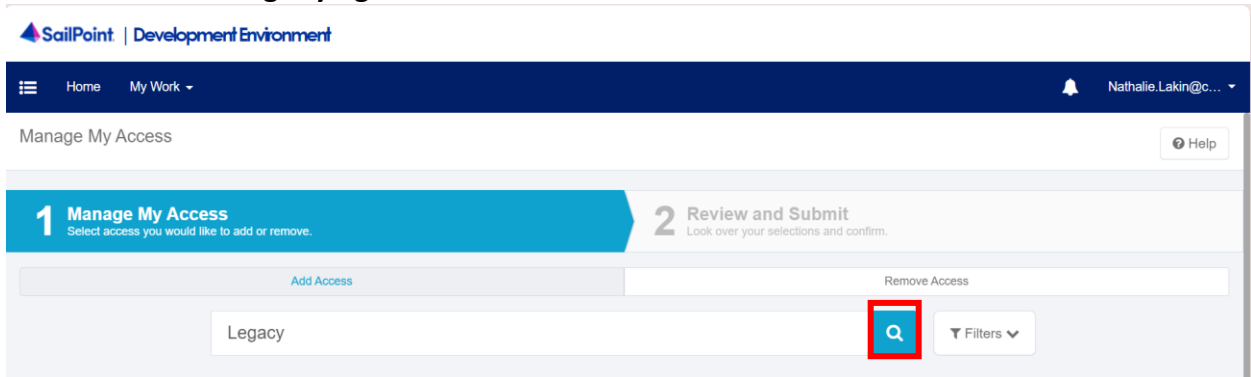 SailPoint. | Development Environment
Home My Work
Nathalie.Lakin@c...
Manage My Access
Help
1 Manage My Access
Select access you would like to add or remove.
2 Review and Submit
Look over your selections and confirm.
Add Access
Remove Access
Legacy
Filters